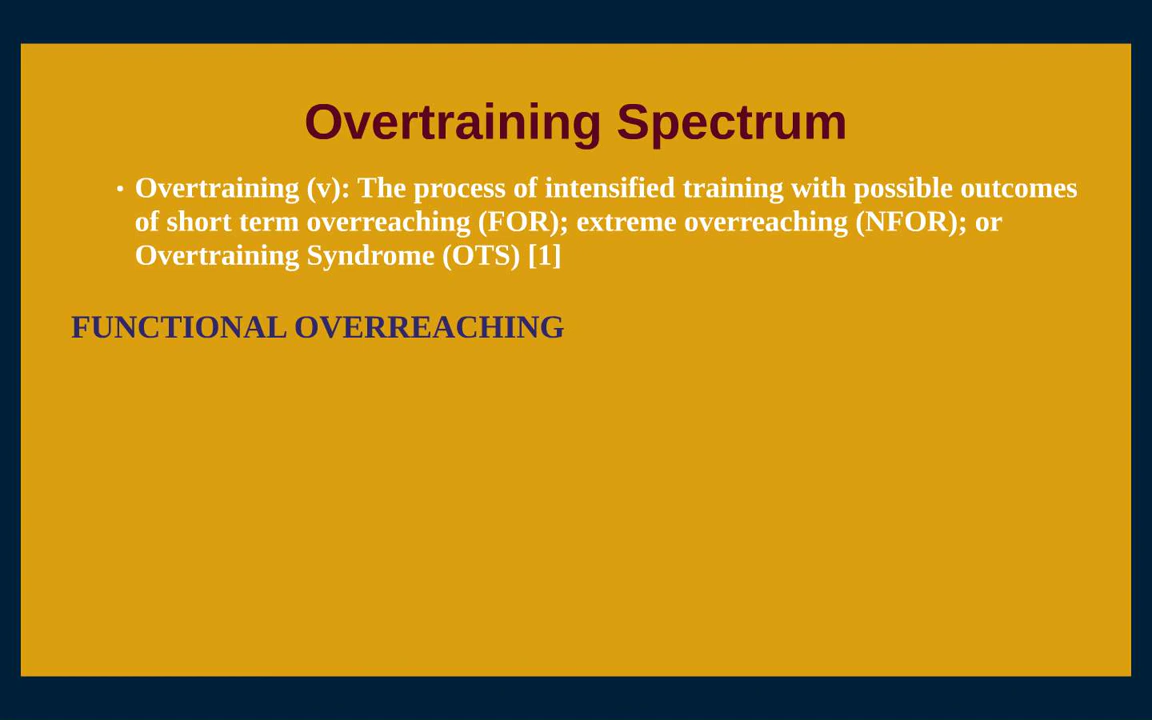 Overtraining Spectrum
• Overtraining (v): The process of intensified training with possible outcomes
of short term overreaching (FOR); extreme overreaching (NFOR); or
Overtraining Syndrome (OTS) [1]
FUNCTIONAL OVERREACHING